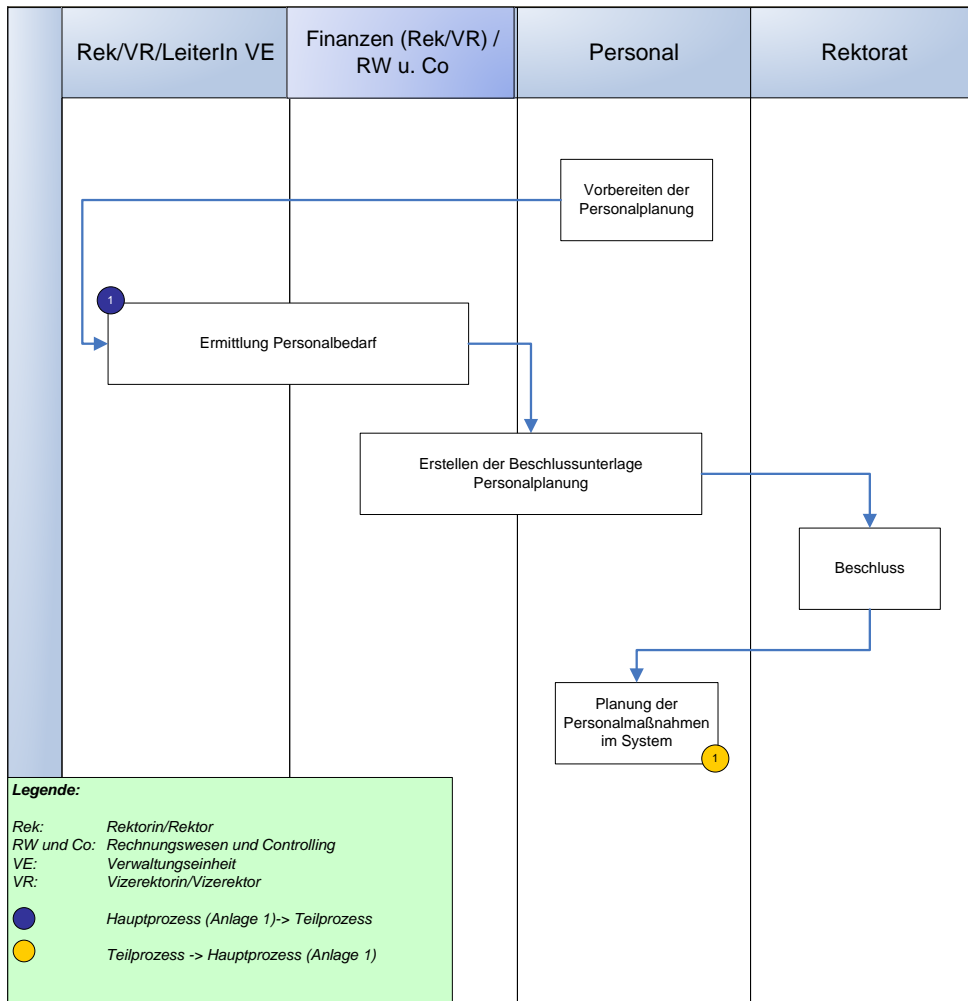 Rek/VR/LeiterIn VE
Finanzen (Rek/VR) /
RW u. Co
Personal
Rektorat
Vorbereiten der
Personalplanung
1
Ermittlung Personalbedarf
Erstellen der Beschlussunterlage
Personalplanung
Beschluss
Planung der
Personalmaßnahmen
im System
1
Legende:
Rek: Rektorin/Rektor
RW und Co: Rechnungswesen und Controlling
VE: Verwaltungseinheit
VR: Vizerektorin/Vizerektor
Hauptprozess (Anlage 1)-> Teilprozess
Teilprozess -> Hauptprozess (Anlage 1)